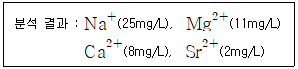 분석 결과 : Na⁺(25mg/L), Mg²⁺(11mg/L)
Ca²⁺(8mg/L), Sr²⁺(2mg/L)